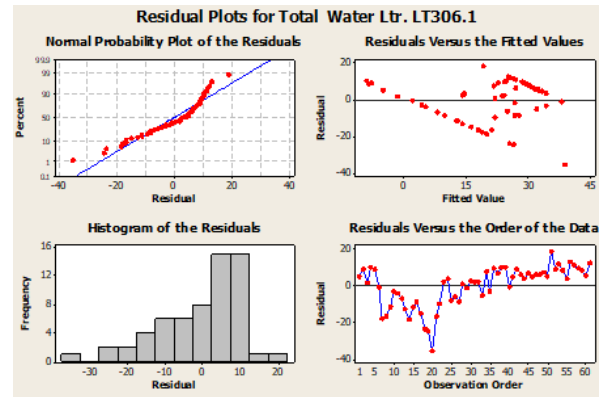 Residual Plots for Total Water Ltr. LT306.1
Normal Probability Plot of the Residuals
Percent
99.9
99
90
50
10
1
0.1
-40 -20 0 20 40
Residual
Residuals Versus the Fitted Values
Residual
20
0
-20
-40
0 15 30 45
Fitted Value
Histogram of the Residuals
Frequency
16
12
8
4
0
-30 -20 -10 0 10 20
Residual
Residuals Versus the Order of the Data
Residual
20
0
-20
-40
1 5 10 15 20 25 30 35 40 45 50 55 60
Observation Order